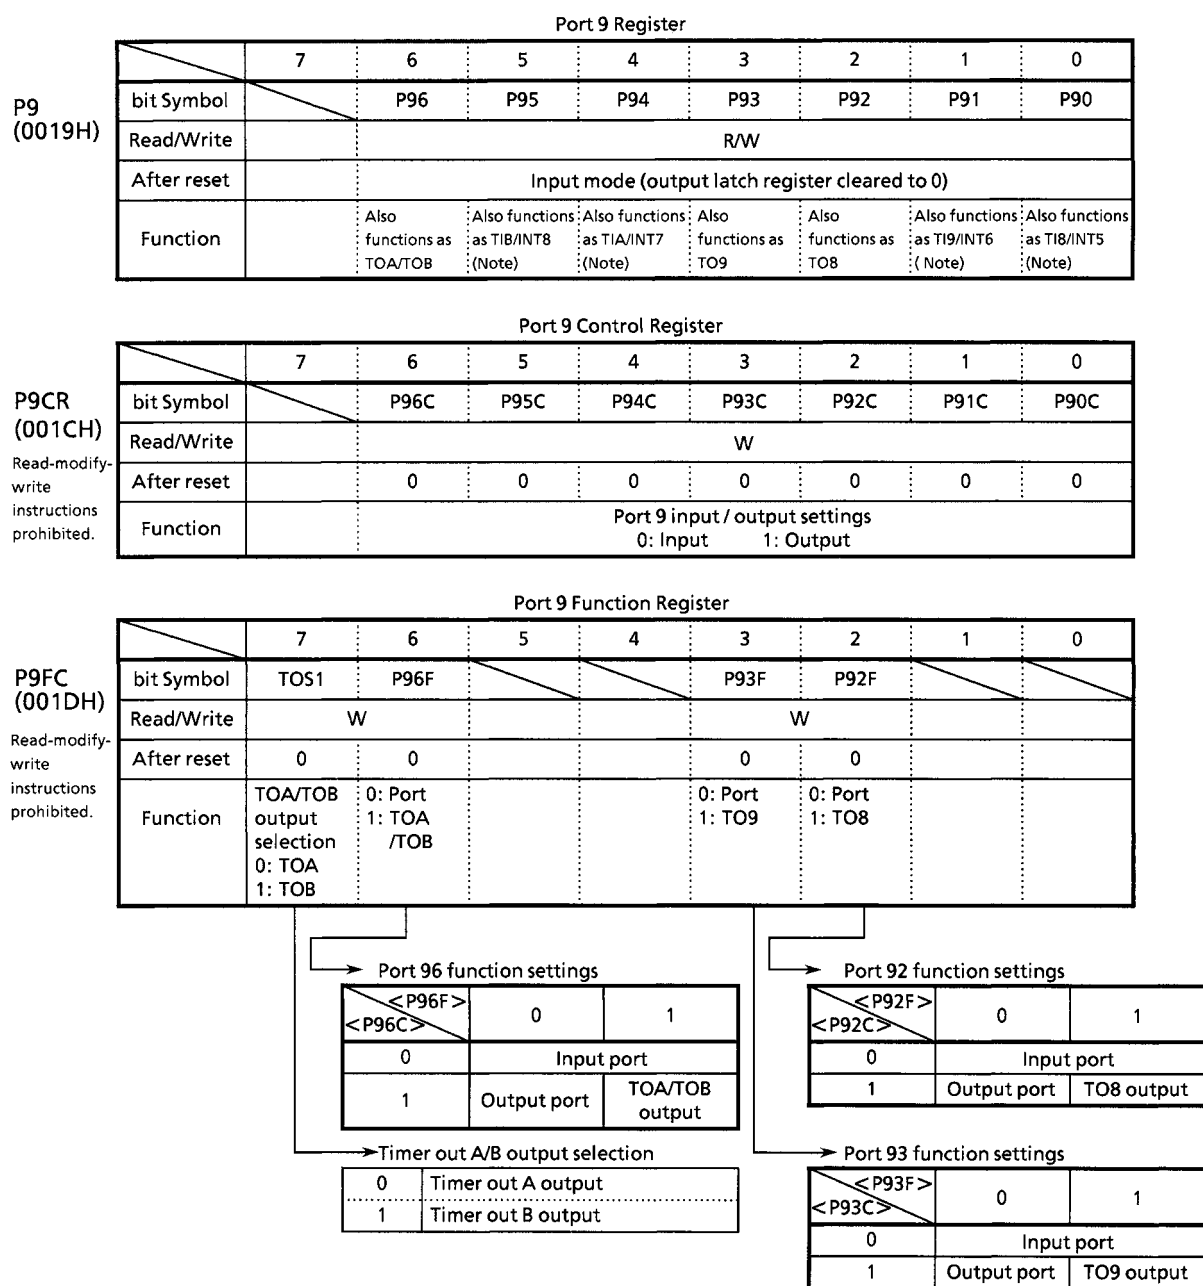 Port 9 Register
7 6 5 4 3 2 1 0
P9
(0019H)
bit Symbol P96 P95 P94 P93 P92 P91 P90
Read/Write R/W
After reset Input mode (output latch register cleared to 0)
Function
Also functions as TOA/TOB
Also functions as TIB/INT8 (Note)
Also functions as TIA/INT7 (Note)
Also functions as TO9
Also functions as TO8
Also functions as TI9/INT6 ( Note)
Also functions as TI8/INT5 (Note)
Port 9 Control Register
7 6 5 4 3 2 1 0
P9CR
(001CH)
Read-modify-
write
instructions
prohibited.
bit Symbol P96C P95C P94C P93C P92C P91C P90C
Read/Write W
After reset 0 0 0 0 0 0 0
Function
Port 9 input / output settings
0: Input 1: Output
Port 9 Function Register
7 6 5 4 3 2 1 0
P9FC
(001DH)
Read-modify-
write
instructions
prohibited.
bit Symbol TOS1 P96F P93F P92F
Read/Write W W
After reset 0 0 0 0
Function
TOA/TOB
output
selection
0: TOA
1: TOB
0: Port
1: TOA
/TOB
0: Port
1: TO9
0: Port
1: TO8
Port 96 function settings
<P96F> 0 1
<P96C>
0 Input port
1 Output port TOA/TOB output
Timer out A/B output selection
0 Timer out A output
1 Timer out B output
Port 92 function settings
<P92F> 0 1
<P92C>
0 Input port
1 Output port TO8 output
Port 93 function settings
<P93F> 0 1
<P93C>
0 Input port
1 Output port TO9 output